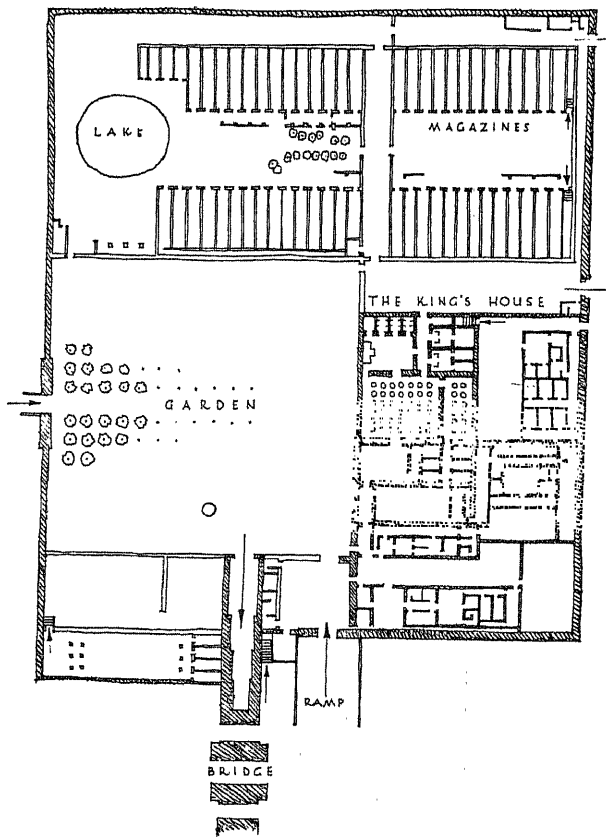 LAKE
MAGAZINES
THE KING'S HOUSE
GARDEN
RAMP
BRIDGE